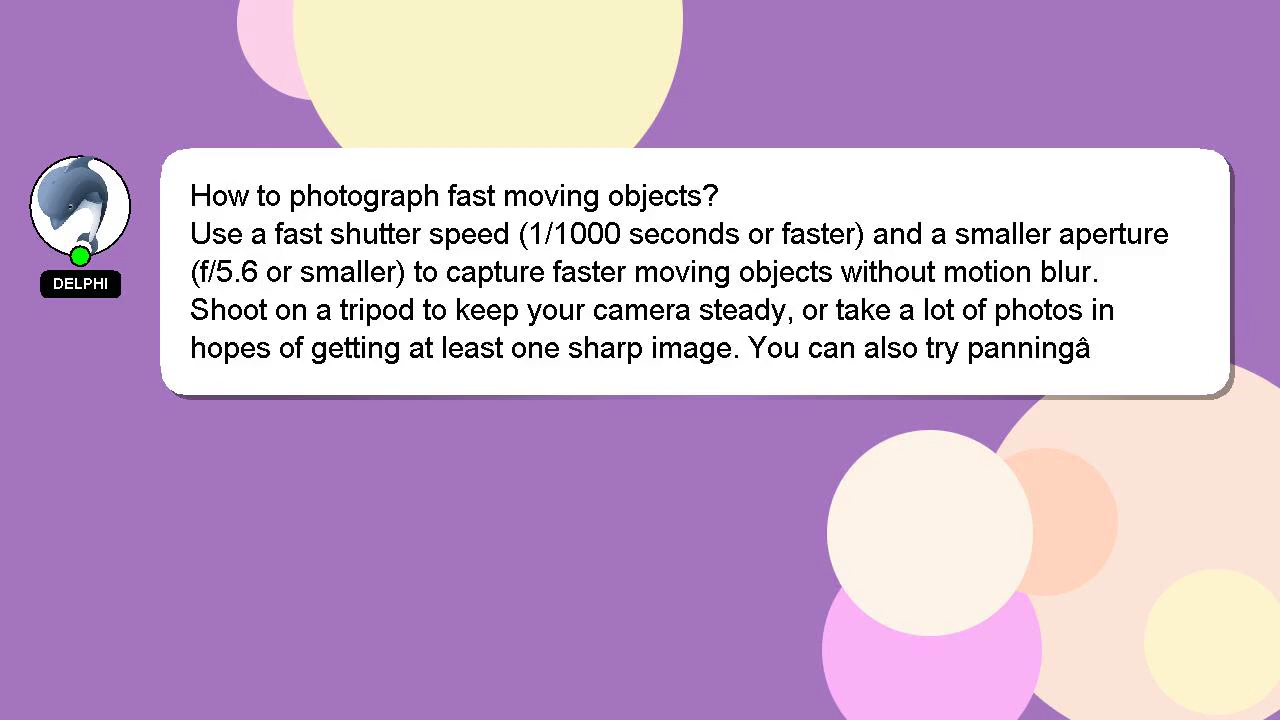 How to photograph fast moving objects?
Use a fast shutter speed (1/1000 seconds or faster) and a smaller aperture
(f/5.6 or smaller) to capture faster moving objects without motion blur.
Shoot on a tripod to keep your camera steady, or take a lot of photos in
hopes of getting at least one sharp image. You can also try panningâ
DELPHI